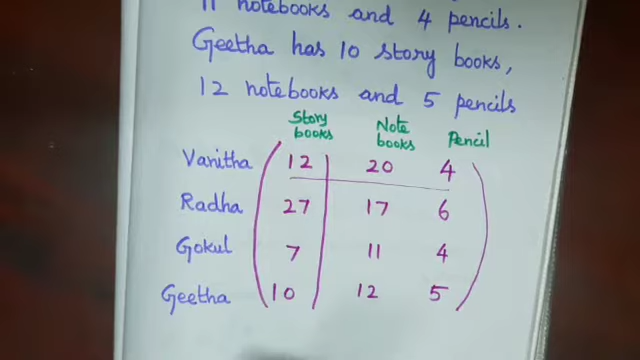 11 notebooks and 4 pencils.
Geetha has 10 story books,
12 notebooks and 5 pencils
Story books Note books Pencil
Vanitha 12 20 4
Radha 27 17 6
Gokul 7 11 4
Geetha 10 12 5